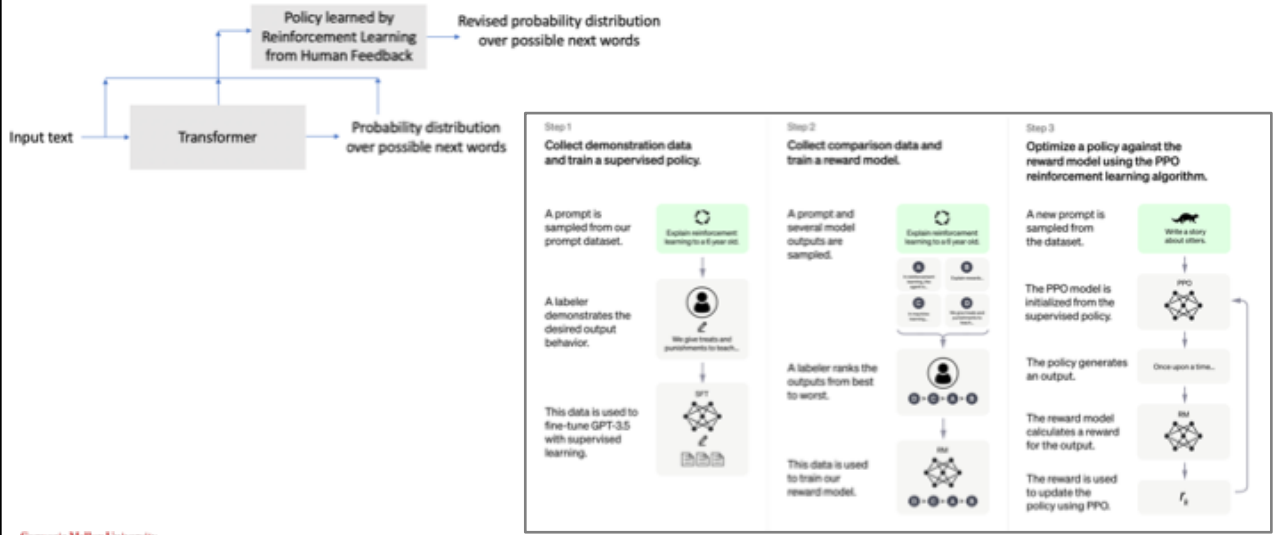 Policy learned by
Reinforcement Learning
from Human Feedback
Revised probability distribution
over possible next words
Input text
Transformer
Probability distribution
over possible next words
Step 1
Collect demonstration data
and train a supervised policy.
A prompt is
sampled from our
prompt dataset.
Explain reinforcement
learning to a 6 year old.
A labeler
demonstrates the
desired output
behavior.
We give treats and
punishments to teach...
This data is used to
fine-tune GPT-3.5
with supervised
learning.
SFT
Step 2
Collect comparison data and
train a reward model.
A prompt and
several model
outputs are
sampled.
Explain reinforcement
learning to a 6 year old.
A
B
C
D
A labeler ranks the
outputs from best
to worst.
D > C > A > B
This data is used
to train our
reward model.
RM
D > C > A > B
Step 3
Optimize a policy against the
reward model using the PPO
reinforcement learning algorithm.
A new prompt is
sampled from
the dataset.
Write a story
about otters.
The PPO model is
initialized from the
supervised policy.
PPO
The policy generates
an output.
Once upon a time...
The reward model
calculates a reward
for the output.
RM
The reward is used
to update the
policy using PPO.
rk